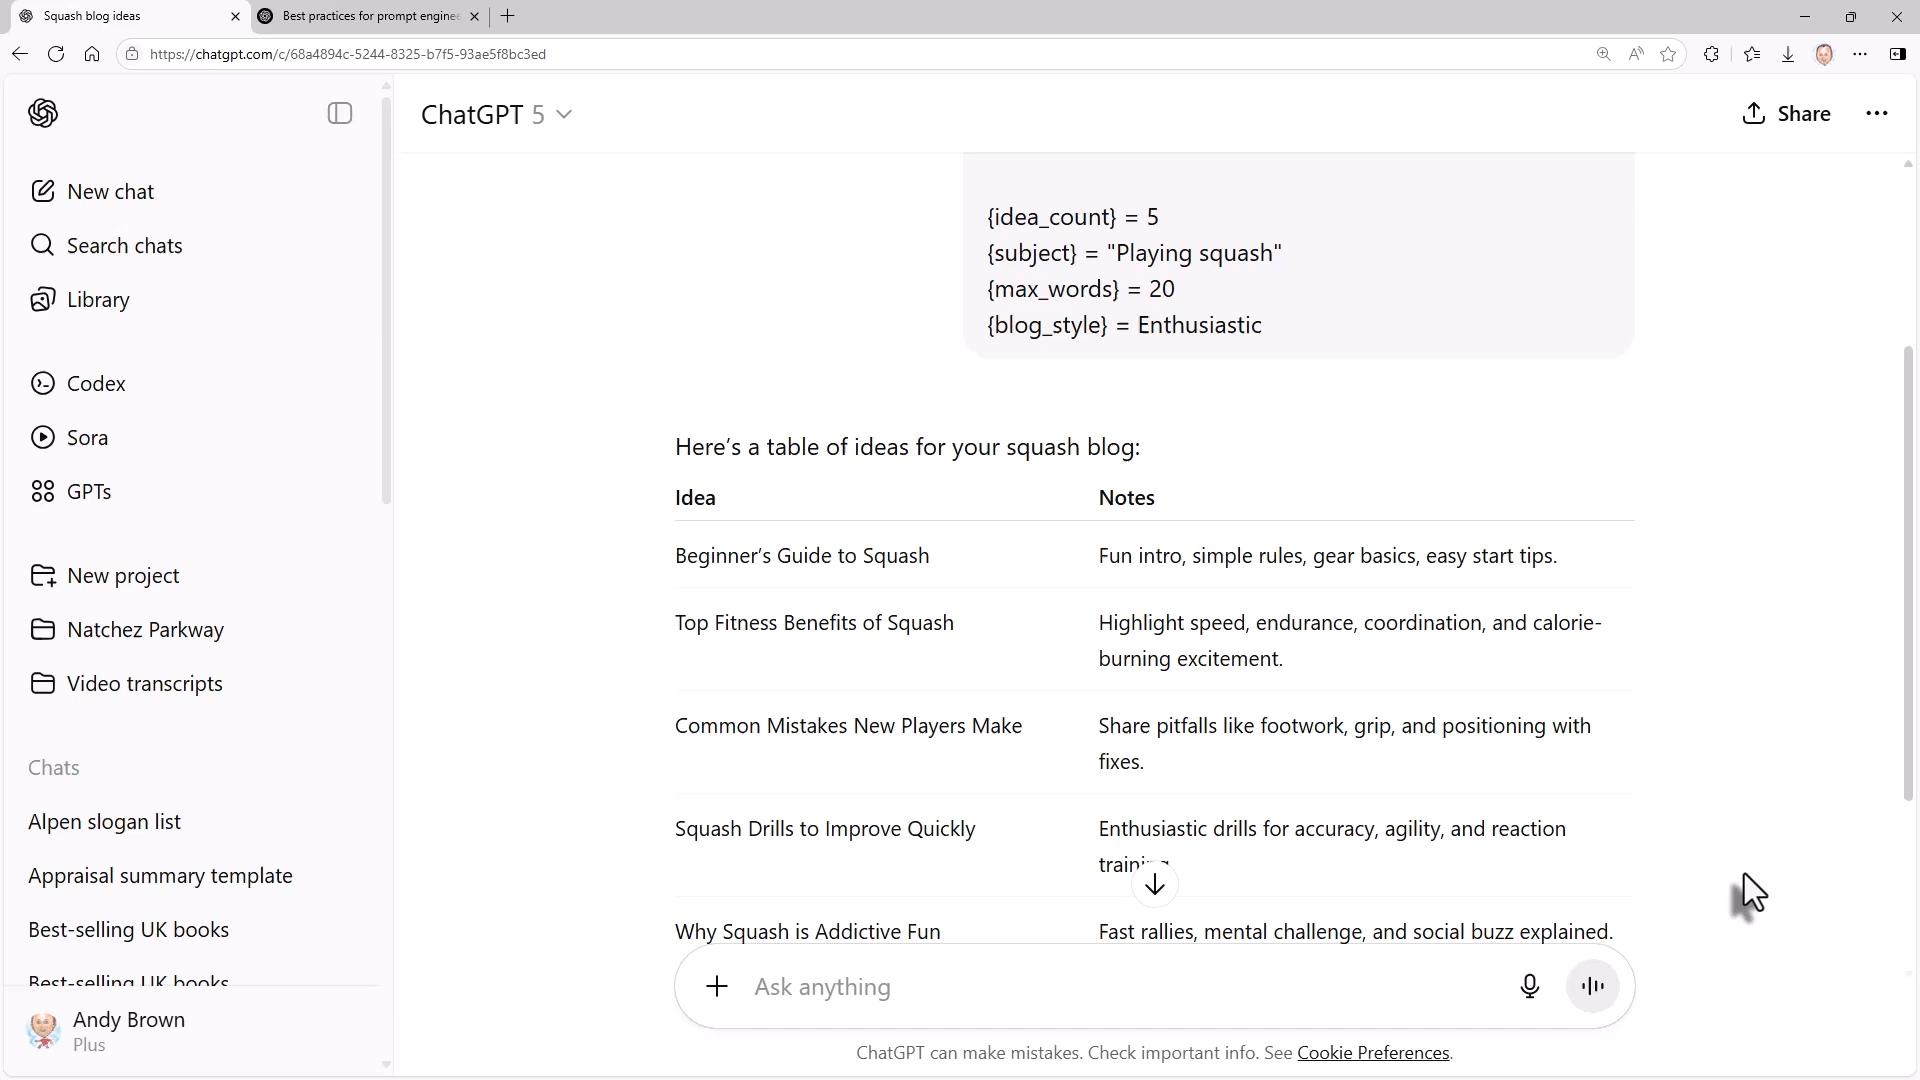 Squash blog ideas
Best practices for prompt engine
https://chatgpt.com/c/68a4894c-5244-8325-b7f5-93ae5f8bc3ed
ChatGPT 5
Share
New chat
Search chats
Library
Codex
Sora
GPTs
New project
Natchez Parkway
Video transcripts
Chats
Alpen slogan list
Appraisal summary template
Best-selling UK books
Best-selling UK books
Andy Brown
Plus
{idea_count} = 5
{subject} = "Playing squash"
{max_words} = 20
{blog_style} = Enthusiastic
Here's a table of ideas for your squash blog:
Idea Notes
Beginner's Guide to Squash Fun intro, simple rules, gear basics, easy start tips.
Top Fitness Benefits of Squash Highlight speed, endurance, coordination, and calorie-
burning excitement.
Common Mistakes New Players Make Share pitfalls like footwork, grip, and positioning with
fixes.
Squash Drills to Improve Quickly Enthusiastic drills for accuracy, agility, and reaction
training.
Why Squash is Addictive Fun Fast rallies, mental challenge, and social buzz explained.
Ask anything
ChatGPT can make mistakes. Check important info. See Cookie Preferences.